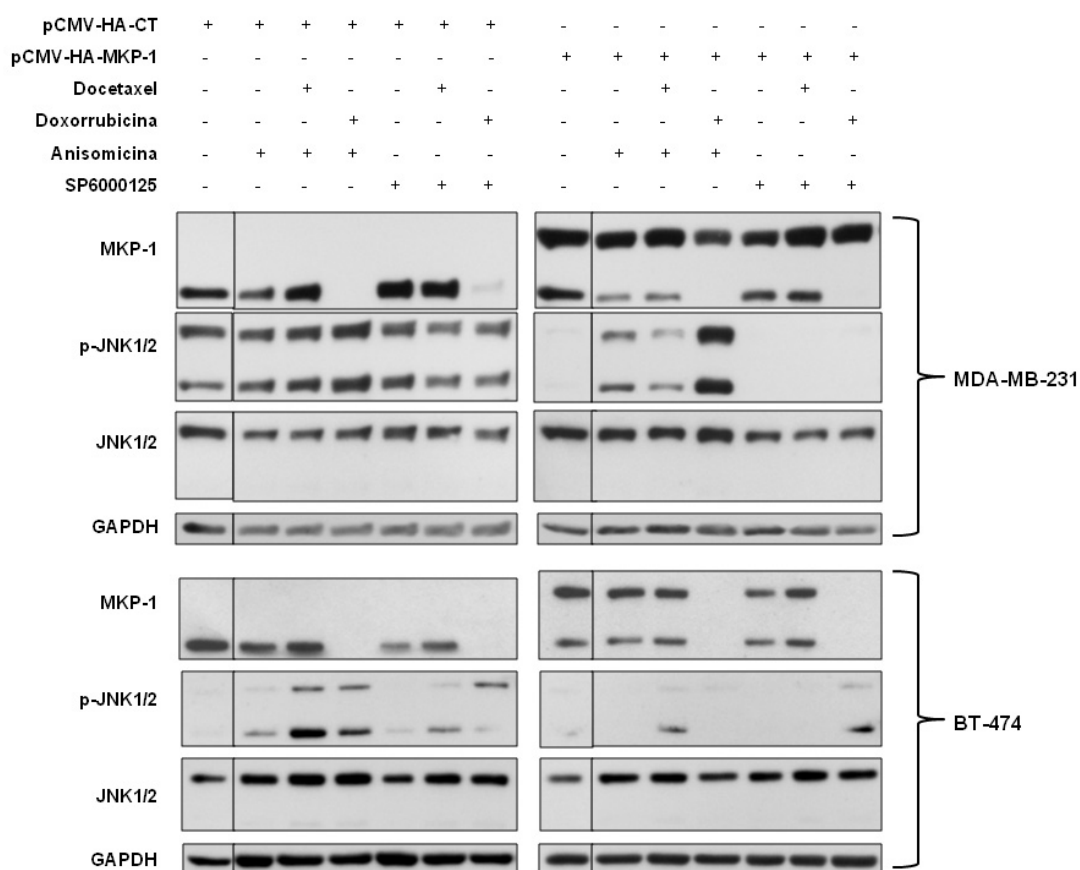 pCMV-HA-CT + + + + + + + - - - - - - -
pCMV-HA-MKP-1 - - - - - - - + + + + + + +
Docetaxel - - + - - + - - - + - - + -
Doxorrubicina - - - + - - + - - - + - - +
Anisomicina - + + + - - - - + + + - - -
SP6000125 - - - - + + + - - - - + + +
MKP-1
p-JNK1/2
JNK1/2
GAPDH
MDA-MB-231
MKP-1
p-JNK1/2
JNK1/2
GAPDH
BT-474